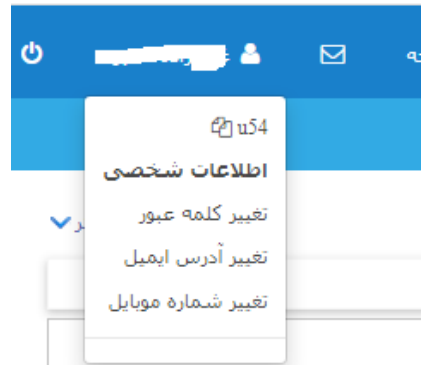 u54
اطلاعات شخصی
تغییر کلمه عبور
تغییر آدرس ایمیل
تغییر شماره موبایل